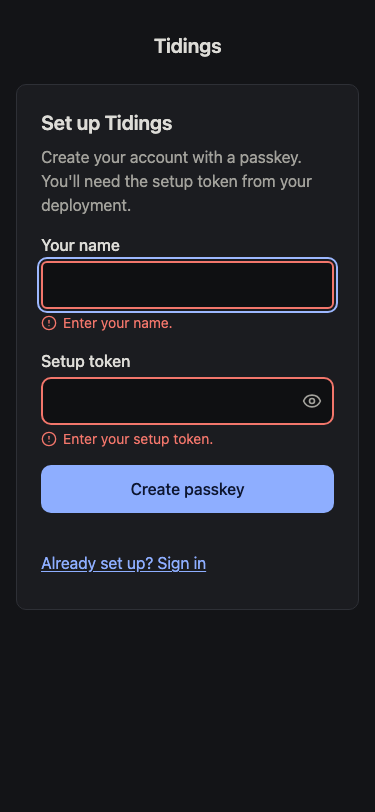 Tidings
Set up Tidings
Create your account with a passkey.
You'll need the setup token from your
deployment.
Your name
Enter your name.
Setup token
Enter your setup token.
Create passkey
Already set up? Sign in